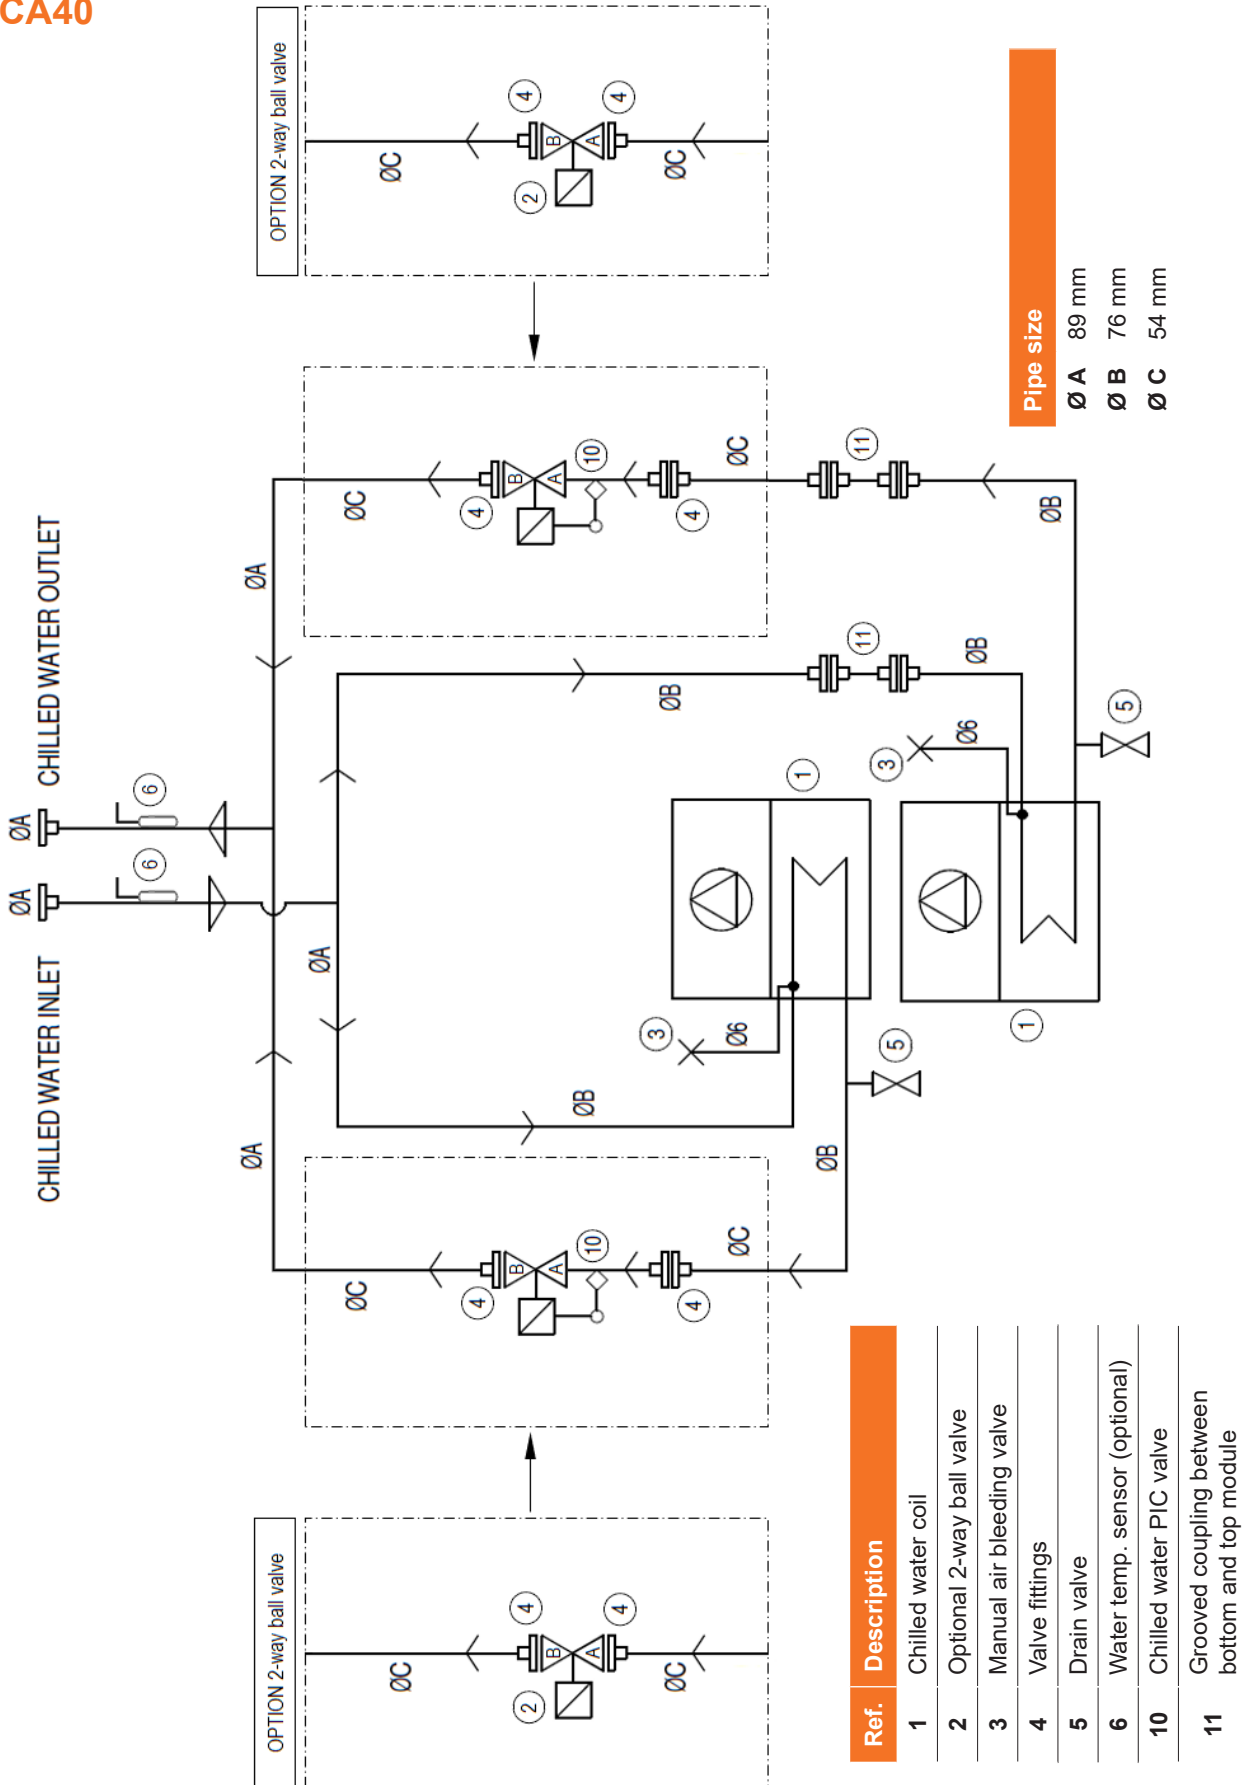 CA40
OPTION 2-way ball valve
4
4
B
A
2
ØC
ØC
Pipe size
Ø A 89 mm
Ø B 76 mm
Ø C 54 mm
CHILLED WATER OUTLET
CHILLED WATER INLET
ØA
ØA
6
6
ØA
ØA
ØA
ØC
4
B
A
10
4
ØC
11
ØB
11
ØB
ØB
3
Ø6
5
1
1
3
Ø6
5
ØB
ØB
ØC
4
B
A
10
4
ØC
OPTION 2-way ball valve
4
4
B
A
2
ØC
ØC
Ref. Description
1 Chilled water coil
2 Optional 2-way ball valve
3 Manual air bleeding valve
4 Valve fittings
5 Drain valve
6 Water temp. sensor (optional)
10 Chilled water PIC valve
11 Grooved coupling between
bottom and top module